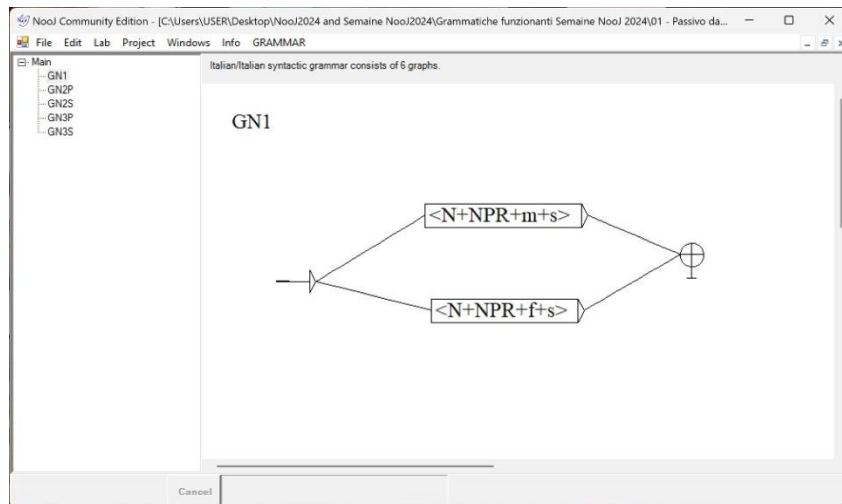 NooJ Community Edition - [C:\Users\USER\Desktop\NooJ2024 and Semaine NooJ2024\Grammatiche funzionanti Semaine NooJ 2024\01 - Passivo da...
File Edit Lab Project Windows Info GRAMMAR
Main
GN1
GN2P
GN2S
GN3P
GN3S
Italian/Italian syntactic grammar consists of 6 graphs.
GN1
<N+NPR+m+s>
<N+NPR+f+s>
Cancel